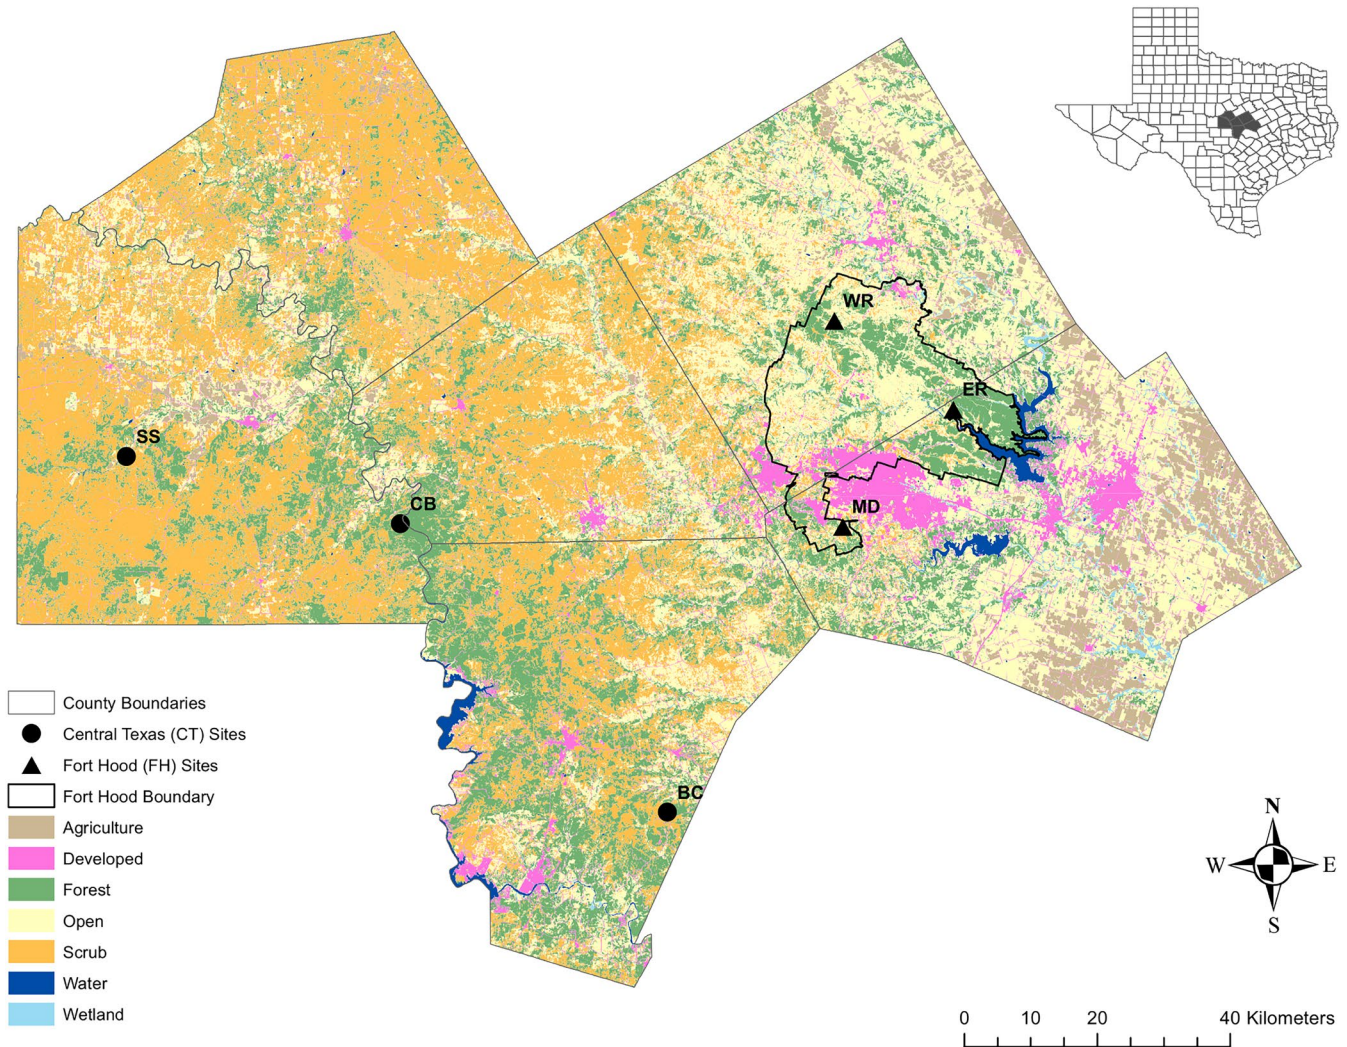 WR
ER
SS
CB
MD
BC
County Boundaries
Central Texas (CT) Sites
Fort Hood (FH) Sites
Fort Hood Boundary
Agriculture
Developed
Forest
Open
Scrub
Water
Wetland
N
W E
S
0 10 20 40 Kilometers